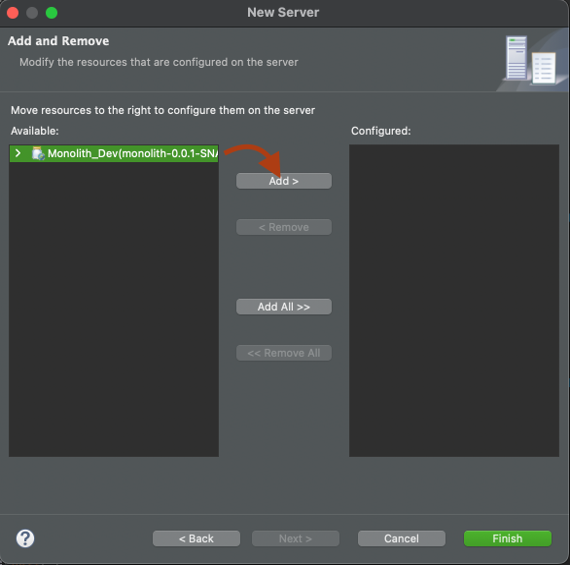 New Server
Add and Remove
Modify the resources that are configured on the server
Move resources to the right to configure them on the server
Available:
Configured:
Monolith_Dev(monolith-0.0.1-SNA
Add >
< Remove
Add All >>
<< Remove All
?
< Back
Next >
Cancel
Finish